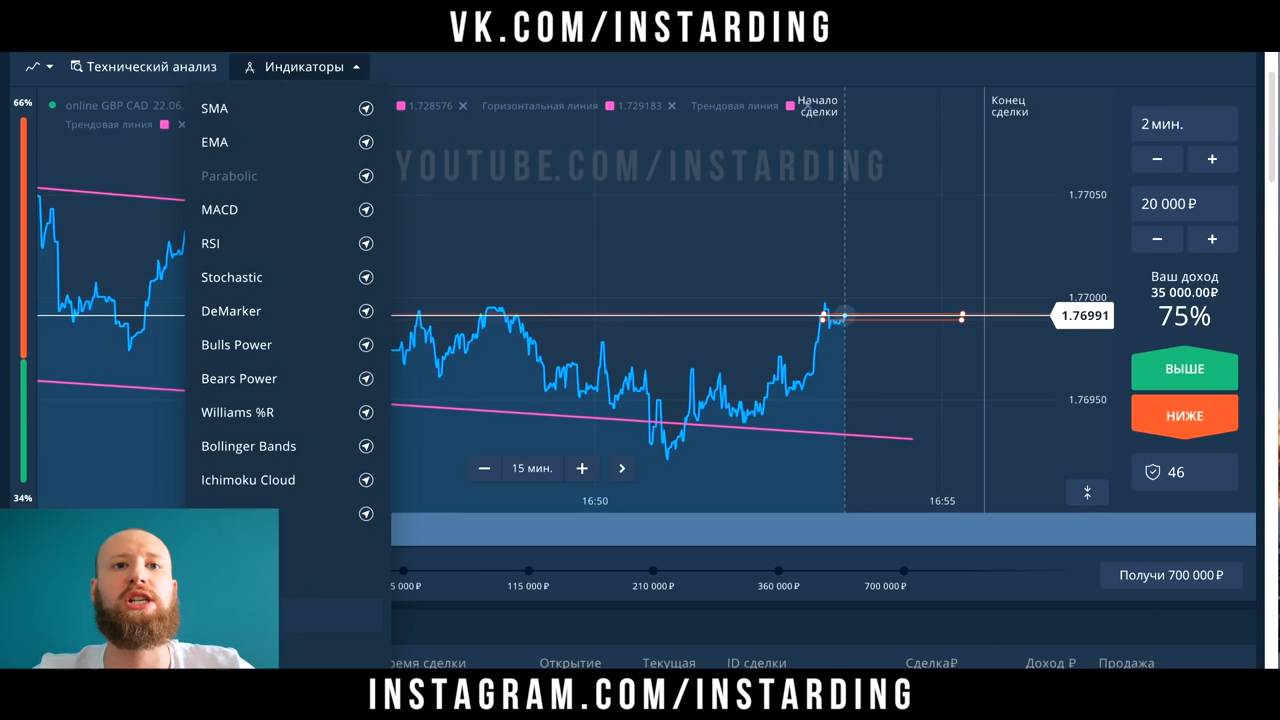 VK.COM/INSTARDING
Технический анализ
Индикаторы
66%
online GBP CAD 22.06.
1.728576
Горизонтальная линия
1.729183
Трендовая линия
Трендовая линия
Начало
сделки
Конец
сделки
YOUTUBE.COM/INSTARDING
SMA
EMA
Parabolic
MACD
RSI
Stochastic
DeMarker
Bulls Power
Bears Power
Williams %R
Bollinger Bands
Ichimoku Cloud
1.77050
1.77000
1.76991
1.76950
15 мин.
16:50
16:55
34%
2 мин.
20 000 ₽
Ваш доход
35 000.00₽
75%
ВЫШЕ
НИЖЕ
46
5 000 ₽
115 000 ₽
210 000 ₽
360 000 ₽
700 000 ₽
Получи 700 000 ₽
ремя сделки
Открытие
Текущая
ID сделки
Сделка₽
Доход ₽
Продажа
INSTAGRAM.COM/INSTARDING